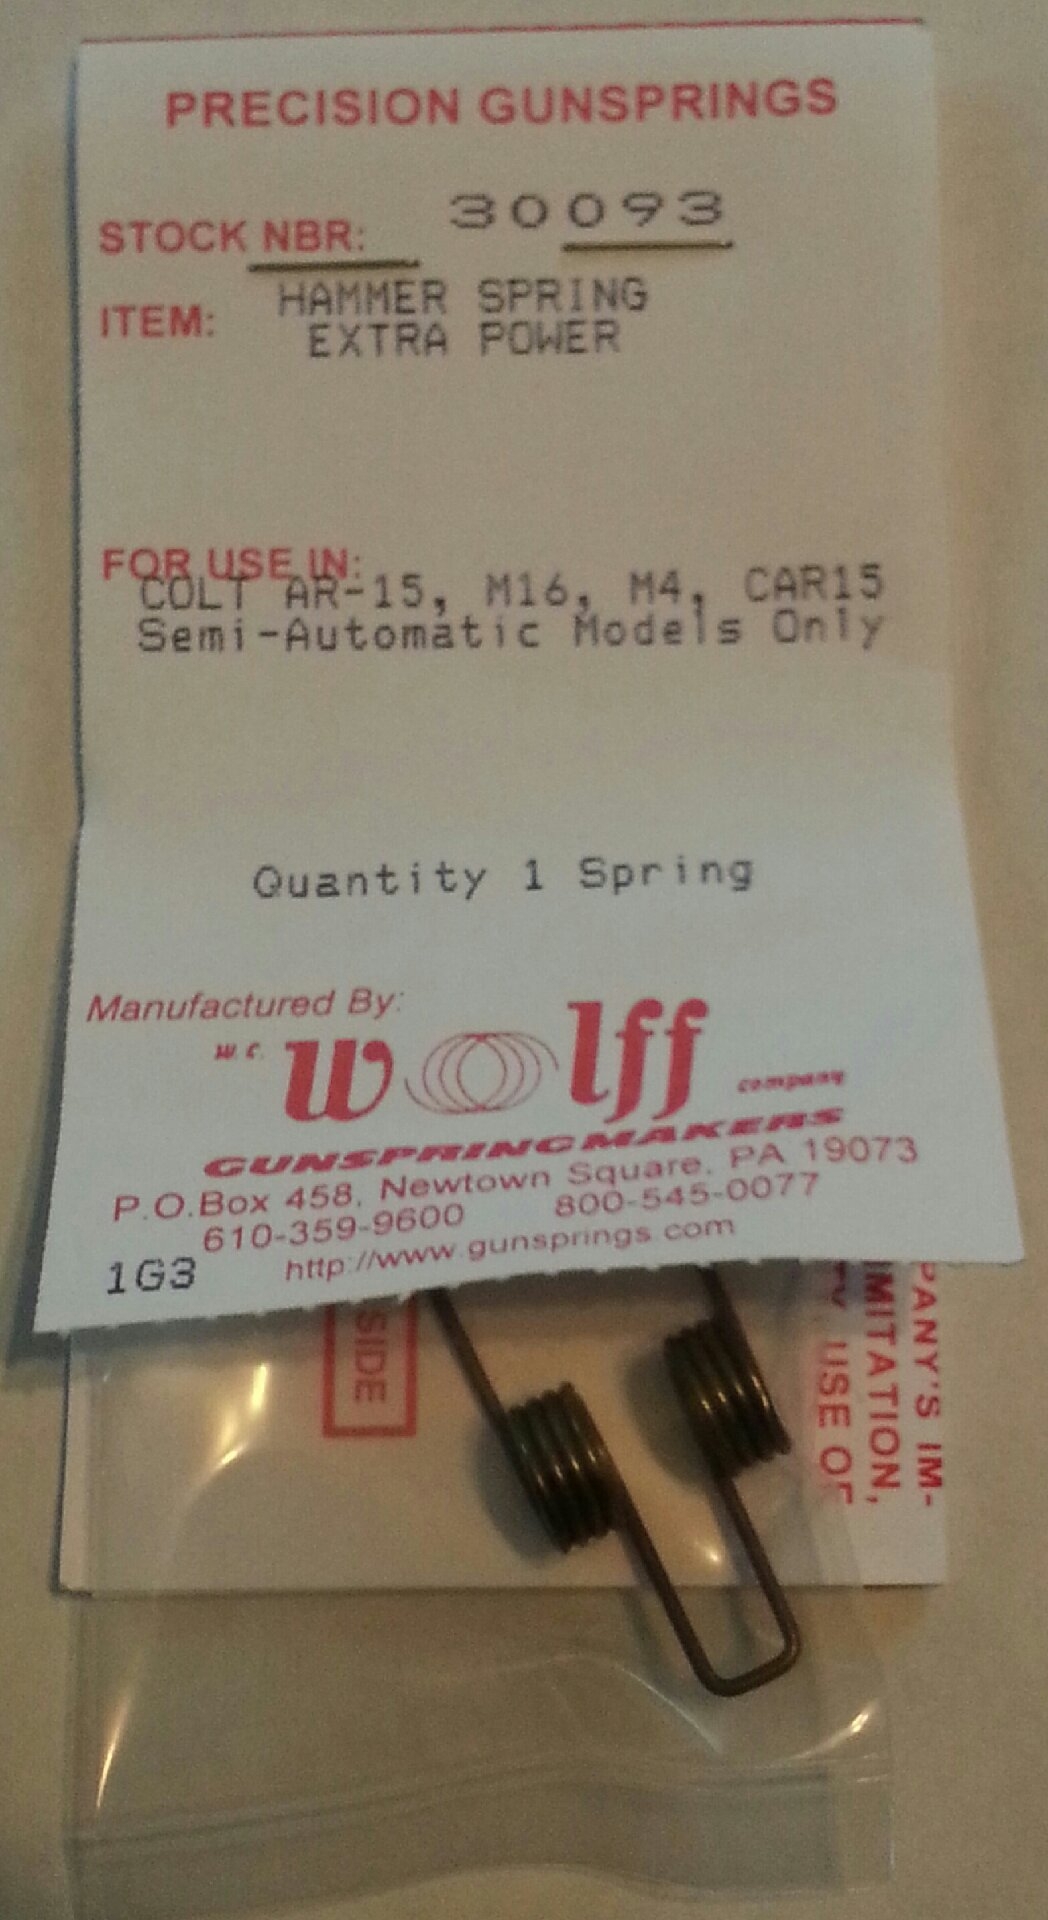 PRECISION GUNSPRINGS
STOCK NBR: 30093
ITEM: HAMMER SPRING
EXTRA POWER
FOR USE IN:
COLT AR-15, M16, M4, CAR15
Semi-Automatic Models Only
Quantity 1 Spring
Manufactured By:
W.C. Wolff company
GUNSPRINGMAKERS
P.O.Box 458, Newtown Square, PA 19073
610-359-9600 800-545-0077
1G3 http://www.gunsprings.com
SIDE
PANY'S IM-
IMITATION,
USE OF